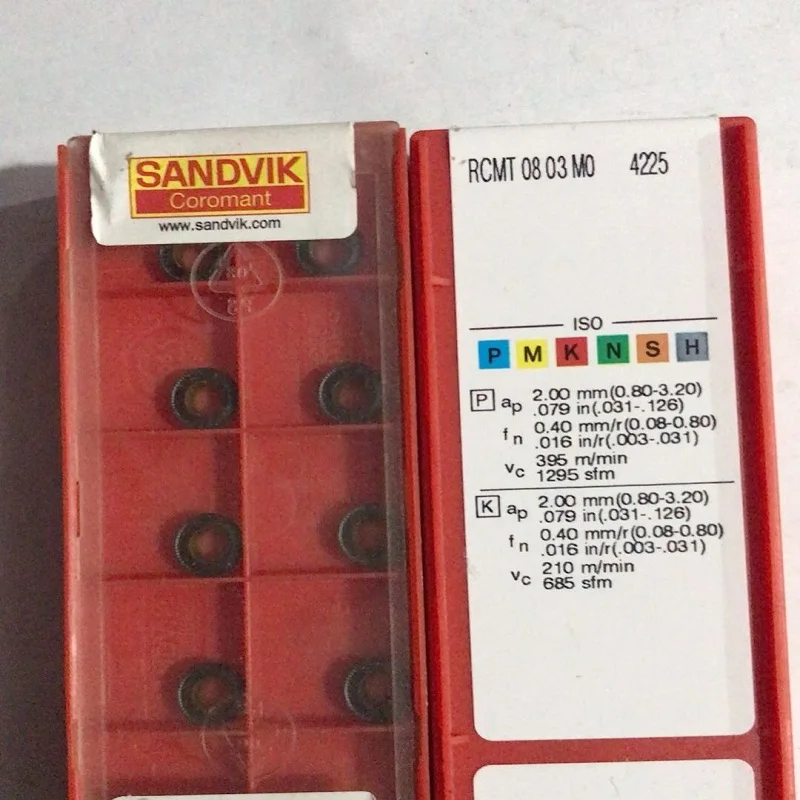 SANDVIK
Coromant
www.sandvik.com
RCMT 08 03 M0 4225
ISO
P M K N S H
P ap 2.00 mm(0.80-3.20)
.079 in(.031-.126)
fn 0.40 mm/r(0.08-0.80)
.016 in/r(.003-.031)
vc 395 m/min
1295 sfm
K ap 2.00 mm(0.80-3.20)
.079 in(.031-.126)
fn 0.40 mm/r(0.08-0.80)
.016 in/r(.003-.031)
vc 210 m/min
685 sfm